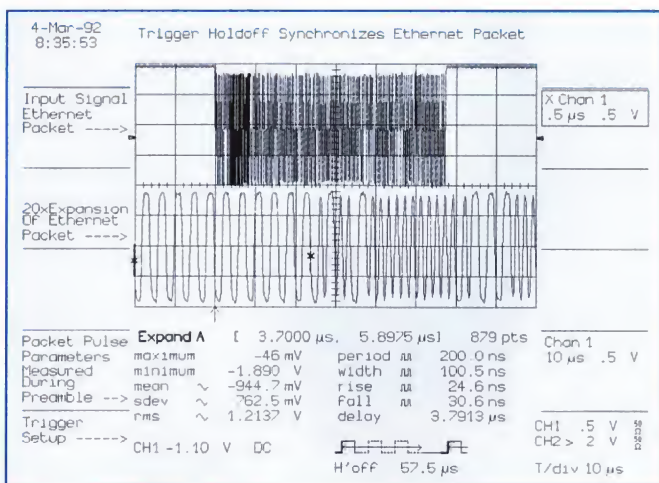 4-Mar-92
8:35:53
Trigger Holdoff Synchronizes Ethernet Packet
Input Signal
Ethernet
Packet ---->
X Chan 1
.5 µs .5 V
20xExpansion
Of Ethernet
Packet ---->
Packet Pulse
Parameters
Measured
During
Preamble -->
Trigger
Setup ----->
Expand A [ 3.7000 µs, 5.8975 µs] 879 pts
maximum -46 mV period 200.0 ns
minimum -1.890 V width 100.5 ns
mean ~ -944.7 mV rise 24.6 ns
sdev ~ 762.5 mV fall 30.6 ns
rms ~ 1.2137 V delay 3.7913 µs
CH1 -1.10 V DC
H'off 57.5 µs
Chan 1
10 µs .5 V
CH1 .5 V 50Ω
CH2 > 2 V 50Ω
T/div 10 µs